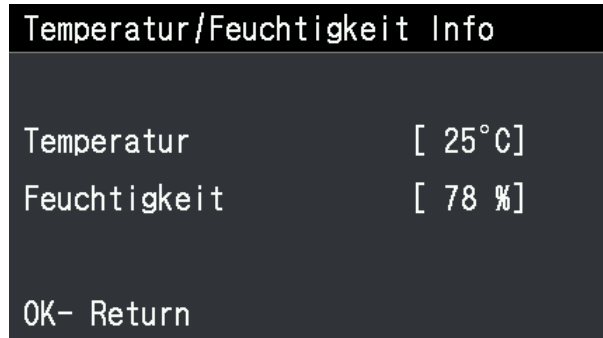 Temperatur/Feuchtigkeit Info
Temperatur [ 25°C]
Feuchtigkeit [ 78 %]
OK- Return